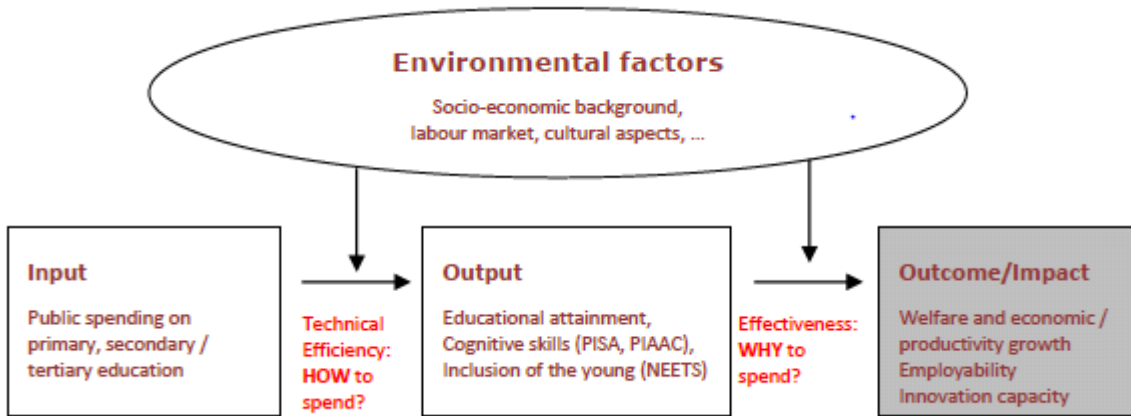 Environmental factors
Socio-economic background,
labour market, cultural aspects, ...
Input
Public spending on
primary, secondary /
tertiary education
Technical
Efficiency:
HOW to
spend?
Output
Educational attainment,
Cognitive skills (PISA, PIAAC),
Inclusion of the young (NEETS)
Effectiveness:
WHY to
spend?
Outcome/Impact
Welfare and economic /
productivity growth
Employability
Innovation capacity